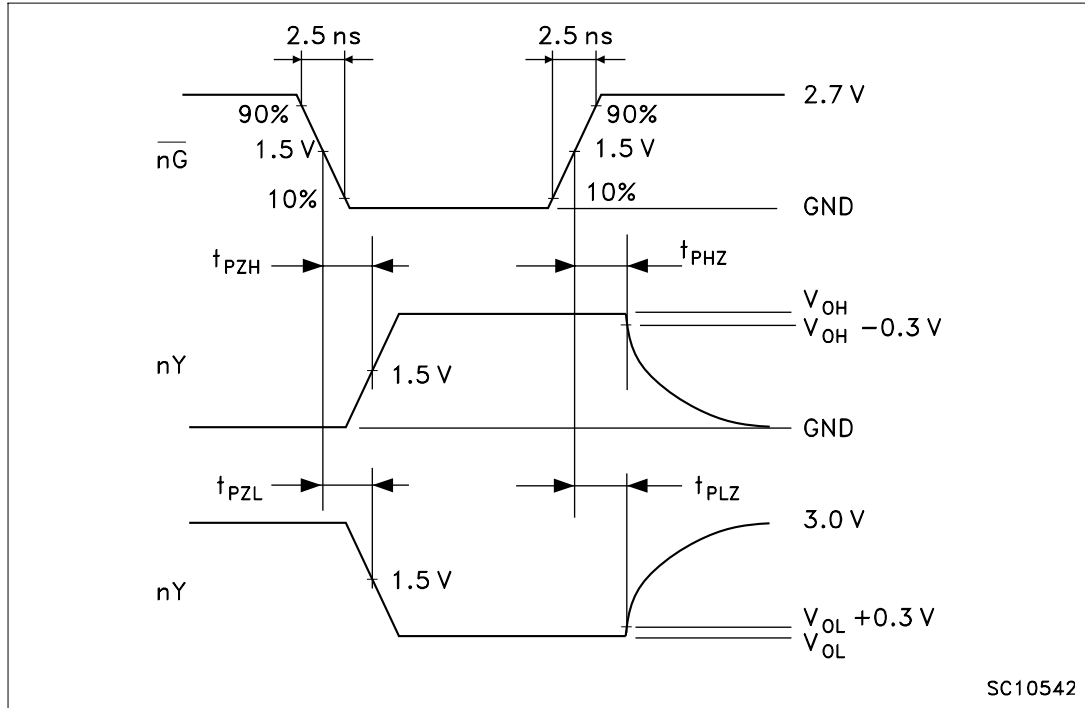 2.5 ns 2.5 ns
2.7 V
90% 90%
nG 1.5 V 1.5 V
10% 10%
GND
tPZH tPHZ
VOH
VOH −0.3 V
nY
1.5 V
GND
tPZL tPLZ
3.0 V
1.5 V
nY
VOL +0.3 V
VOL
SC10542